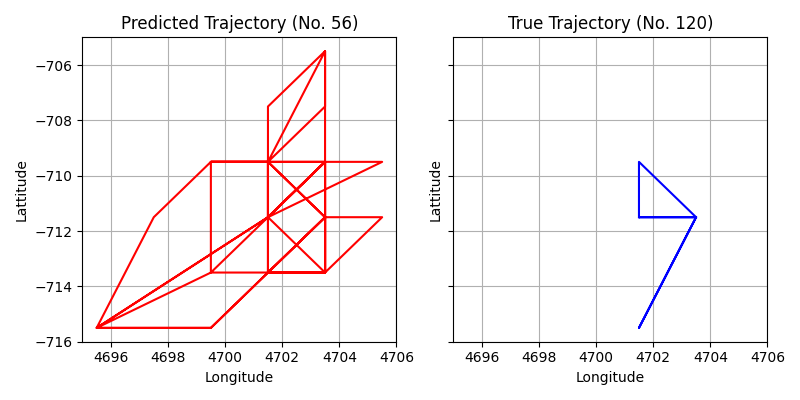 Predicted Trajectory (No. 56)
True Trajectory (No. 120)
Lattitude
−706
−708
−710
−712
−714
−716
4696 4698 4700 4702 4704 4706
Longitude
Lattitude
4696 4698 4700 4702 4704 4706
Longitude